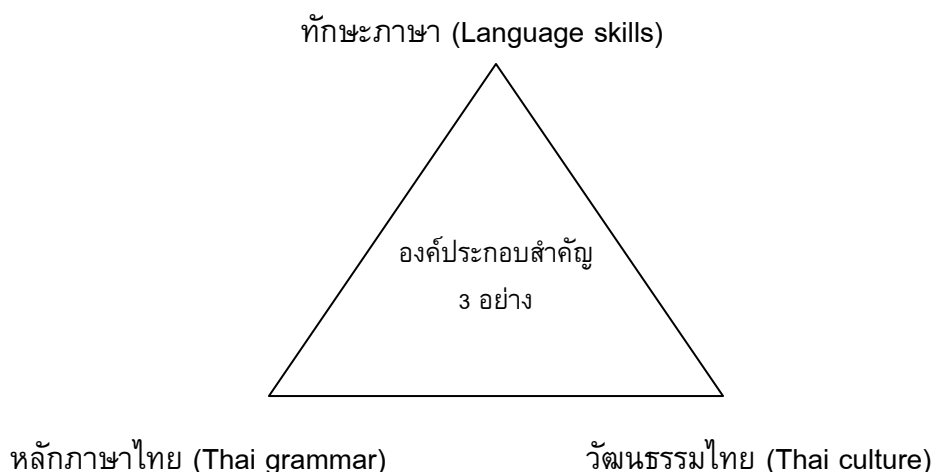 ทักษะภาษา (Language skills)
องค์ประกอบสำคัญ
3 อย่าง
หลักภาษาไทย (Thai grammar)
วัฒนธรรมไทย (Thai culture)